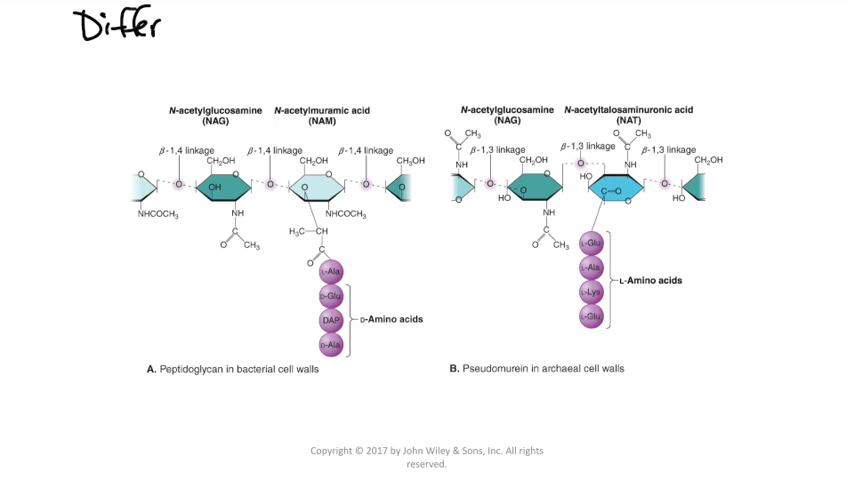 Differ
N-acetylglucosamine N-acetylmuramic acid
(NAG) (NAM)
β-1,4 linkage β-1,4 linkage β-1,4 linkage
CH₂OH CH₂OH CH₂OH
O O O
O O O
OH O O
NHCOCH₃ NH NHCOCH₃
H₃C—CH
C
O CH₃
C
O
L-Ala
D-Glu
DAP D-Amino acids
D-Ala
A. Peptidoglycan in bacterial cell walls
N-acetylglucosamine N-acetyltalosaminuronic acid
(NAG) (NAT)
O CH₃ O CH₃
C C
β-1,3 linkage β-1,3 linkage β-1,3 linkage
NH CH₂OH O NH CH₂OH
O O HO O
O HO O C—O O HO
NH
C
O CH₃
L-Glu
L-Ala
L-Amino acids
L-Lys
L-Glu
B. Pseudomurein in archaeal cell walls
Copyright © 2017 by John Wiley & Sons, Inc. All rights
reserved.